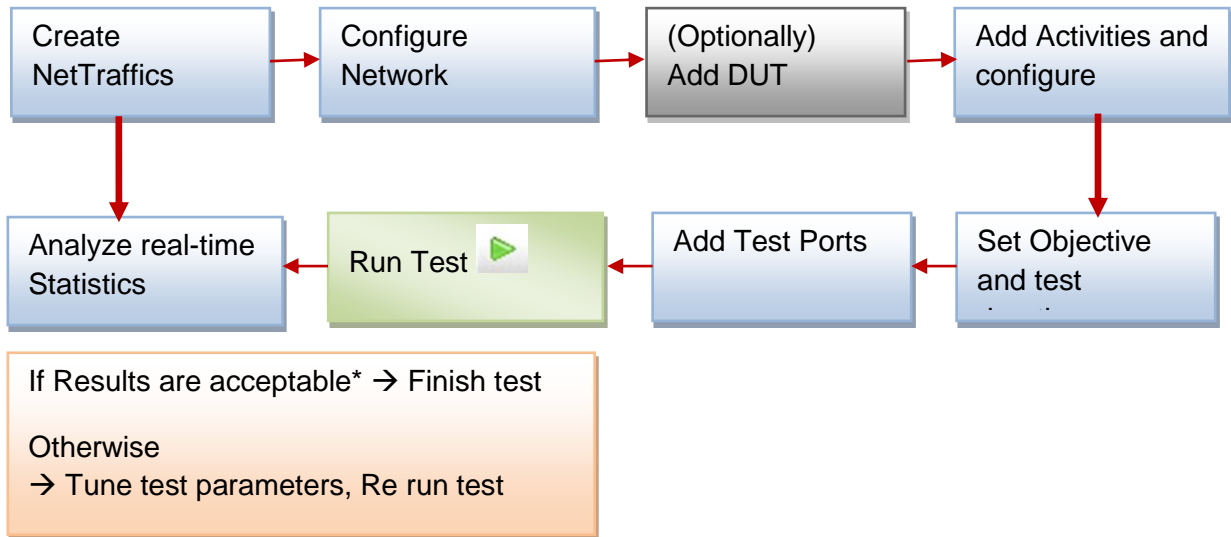 Create
NetTraffics
Configure
Network
(Optionally)
Add DUT
Add Activities and
configure
Set Objective
and test
Add Test Ports
Run Test
Analyze real-time
Statistics
If Results are acceptable* → Finish test
Otherwise
→ Tune test parameters, Re run test